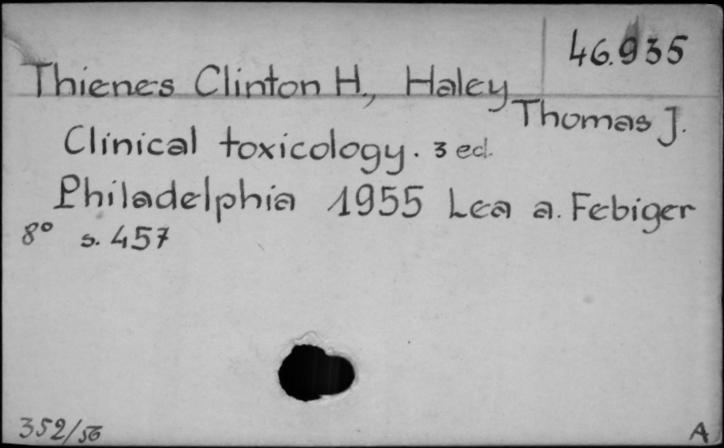 46.935
Thienes Clinton H., Haley
Thomas J.
Clinical toxicology. 3 ed.
Philadelphia 1955 Lea a. Febiger
8° s. 457
352/56
A